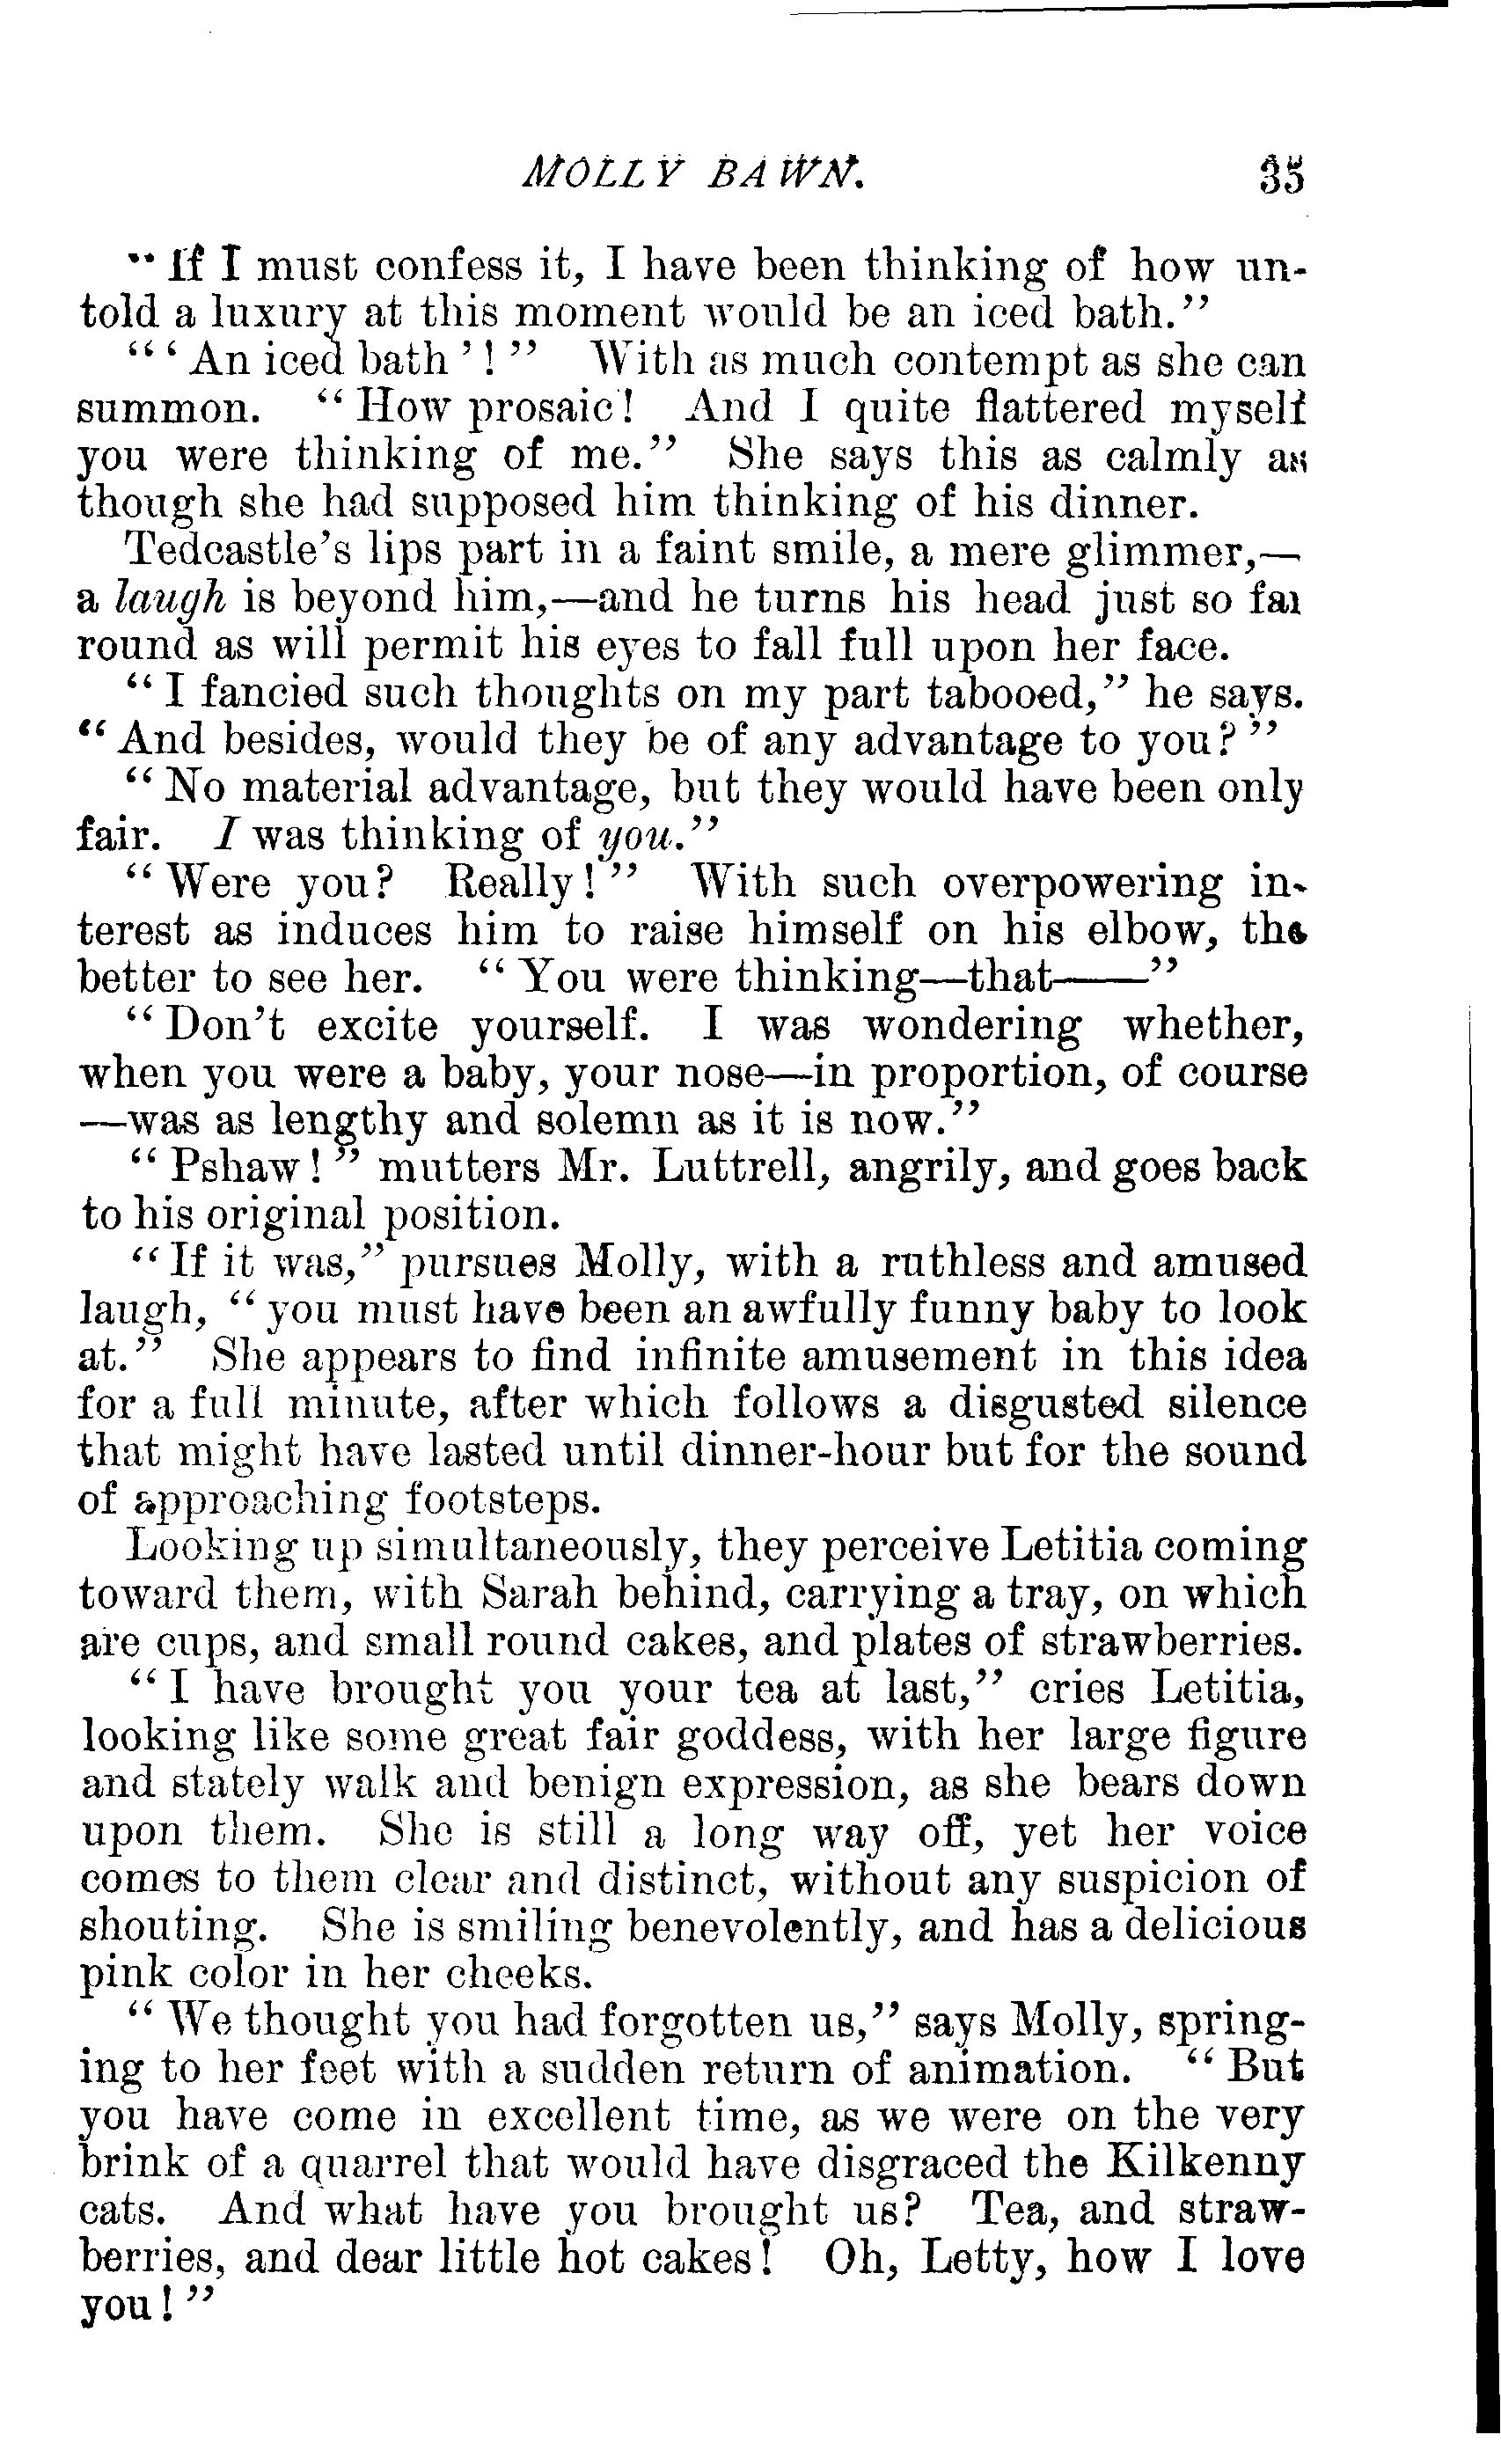 MOLLY BAWN. 35
"If I must confess it, I have been thinking of how un-
told a luxury at this moment would be an iced bath."
"'An iced bath'!" With as much contempt as she can
summon. "How prosaic! And I quite flattered myself
you were thinking of me." She says this as calmly as
though she had supposed him thinking of his dinner.
Tedcastle's lips part in a faint smile, a mere glimmer,—
a laugh is beyond him,—and he turns his head just so far
round as will permit his eyes to fall full upon her face.
"I fancied such thoughts on my part tabooed," he says.
"And besides, would they be of any advantage to you?"
"No material advantage, but they would have been only
fair. I was thinking of you."
"Were you? Really!" With such overpowering in-
terest as induces him to raise himself on his elbow, the
better to see her. "You were thinking—that——"
"Don't excite yourself. I was wondering whether,
when you were a baby, your nose—in proportion, of course
—was as lengthy and solemn as it is now."
"Pshaw!" mutters Mr. Luttrell, angrily, and goes back
to his original position.
"If it was," pursues Molly, with a ruthless and amused
laugh, "you must have been an awfully funny baby to look
at." She appears to find infinite amusement in this idea
for a full minute, after which follows a disgusted silence
that might have lasted until dinner-hour but for the sound
of approaching footsteps.
Looking up simultaneously, they perceive Letitia coming
toward them, with Sarah behind, carrying a tray, on which
are cups, and small round cakes, and plates of strawberries.
"I have brought you your tea at last," cries Letitia,
looking like some great fair goddess, with her large figure
and stately walk and benign expression, as she bears down
upon them. She is still a long way off, yet her voice
comes to them clear and distinct, without any suspicion of
shouting. She is smiling benevolently, and has a delicious
pink color in her cheeks.
"We thought you had forgotten us," says Molly, spring-
ing to her feet with a sudden return of animation. "But
you have come in excellent time, as we were on the very
brink of a quarrel that would have disgraced the Kilkenny
cats. And what have you brought us? Tea, and straw-
berries, and dear little hot cakes! Oh, Letty, how I love
you!"